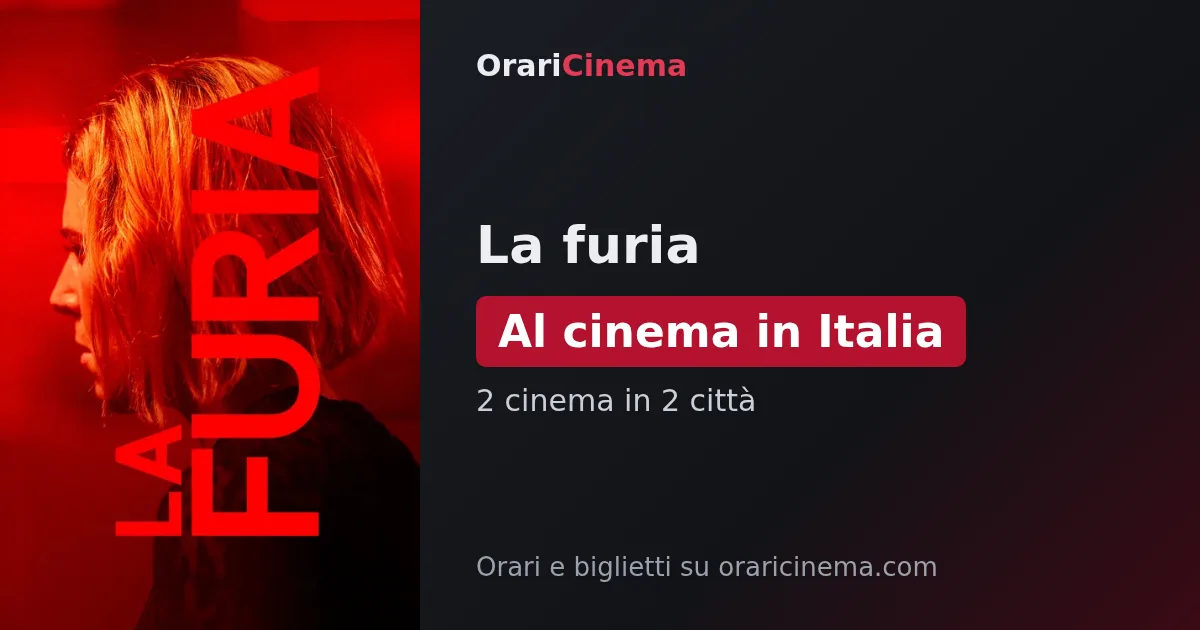 LA
FURIA
OrariCinema
La furia
Al cinema in Italia
2 cinema in 2 città
Orari e biglietti su oraricinema.com